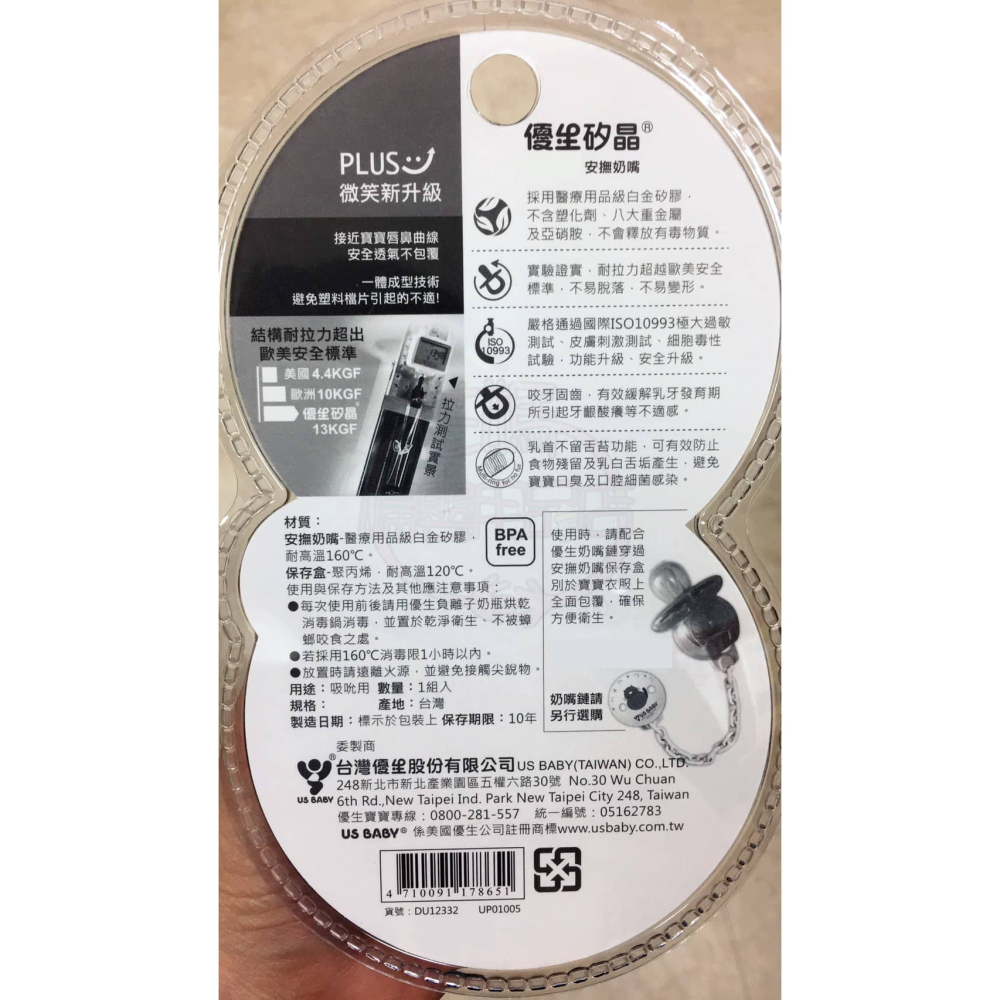 PLUS
微笑新升級
接近寶寶唇鼻曲線
安全透氣不包覆
一體成型技術
避免塑料檔片引起的不適!
結構耐拉力超出
歐美安全標準
美國 4.4KGF
歐洲 10KGF
優生矽晶®
13KGF
拉力測試實景
優生矽晶®
安撫奶嘴
採用醫療用品級白金矽膠，
不含塑化劑、八大重金屬
及亞硝胺，不會釋放有毒物質。
實驗證實，耐拉力超越歐美安全
標準，不易脫落，不易變形。
ISO
10993
嚴格通過國際ISO10993極大過敏
測試、皮膚刺激測試、細胞毒性
試驗，功能升級、安全升級。
咬牙固齒，有效緩解乳牙發育期
所引起牙齦酸癢等不適感。
乳首不留舌苔功能，可有效防止
食物殘留及乳白舌垢產生，避免
寶寶口臭及口腔細菌感染。
材質：
安撫奶嘴-醫療用品級白金矽膠，
耐高溫160℃。
保存盒-聚丙烯，耐高溫120℃。
BPA
free
使用與保存方法及其他應注意事項：
●每次使用前後請用優生負離子奶瓶烘乾
消毒鍋消毒，並置於乾淨衛生、不被蟑
螂咬食之處。
●若採用160℃消毒限1小時以內。
●放置時請遠離火源，並避免接觸尖銳物。
用途：吸吮用 數量：1組入
規格： 產地：台灣
製造日期：標示於包裝上 保存期限：10年
使用時，請配合
優生奶嘴鏈穿過
安撫奶嘴保存盒
別於寶寶衣服上
全面包覆，確保
方便衛生。
奶嘴鏈請
另行選購
US BABY
委製商
US BABY
®
台灣優生股份有限公司 US BABY(TAIWAN) CO.,LTD.
248新北市新北產業園區五權六路30號 No.30 Wu Chuan
6th Rd.,New Taipei Ind. Park New Taipei City 248, Taiwan
優生寶寶專線：0800-281-557 統一編號：05162783
US BABY® 係美國優生公司註冊商標www.usbaby.com.tw
4 710091 178651
貨號：DU12332 UP01005